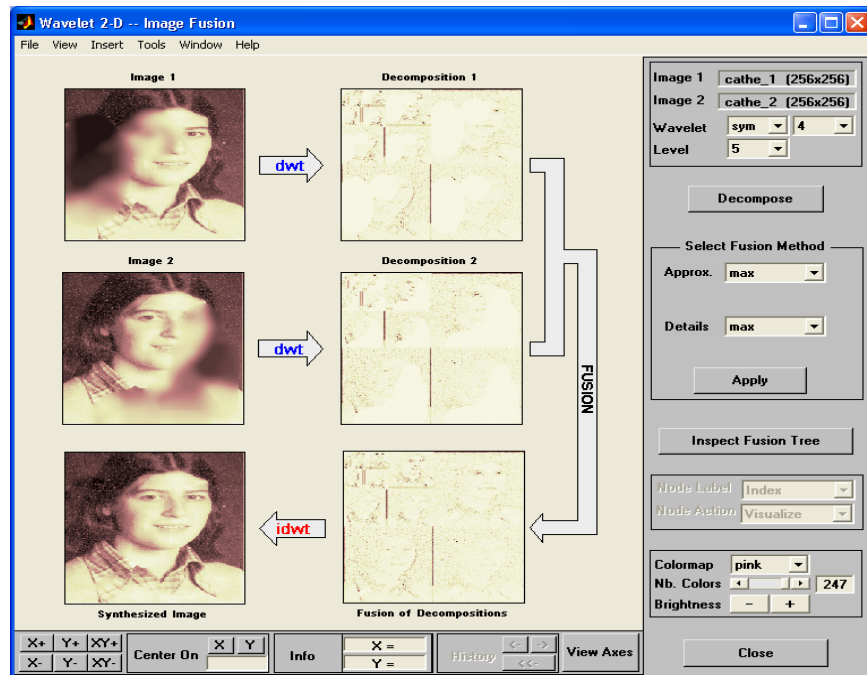 Wavelet 2-D -- Image Fusion
File View Insert Tools Window Help
Image 1
Decomposition 1
dwt
Image 2
Decomposition 2
dwt
FUSION
idwt
Synthesized Image
Fusion of Decompositions
Image 1 cathe_1 (256x256)
Image 2 cathe_2 (256x256)
Wavelet sym 4
Level 5
Decompose
Select Fusion Method
Approx. max
Details max
Apply
Inspect Fusion Tree
Node Label Index
Node Action Visualize
Colormap pink
Nb. Colors 247
Brightness - +
Close
X+ Y+ XY+
X- Y- XY-
Center On X Y
Info X =
Y =
History <- ->
<<-
View Axes